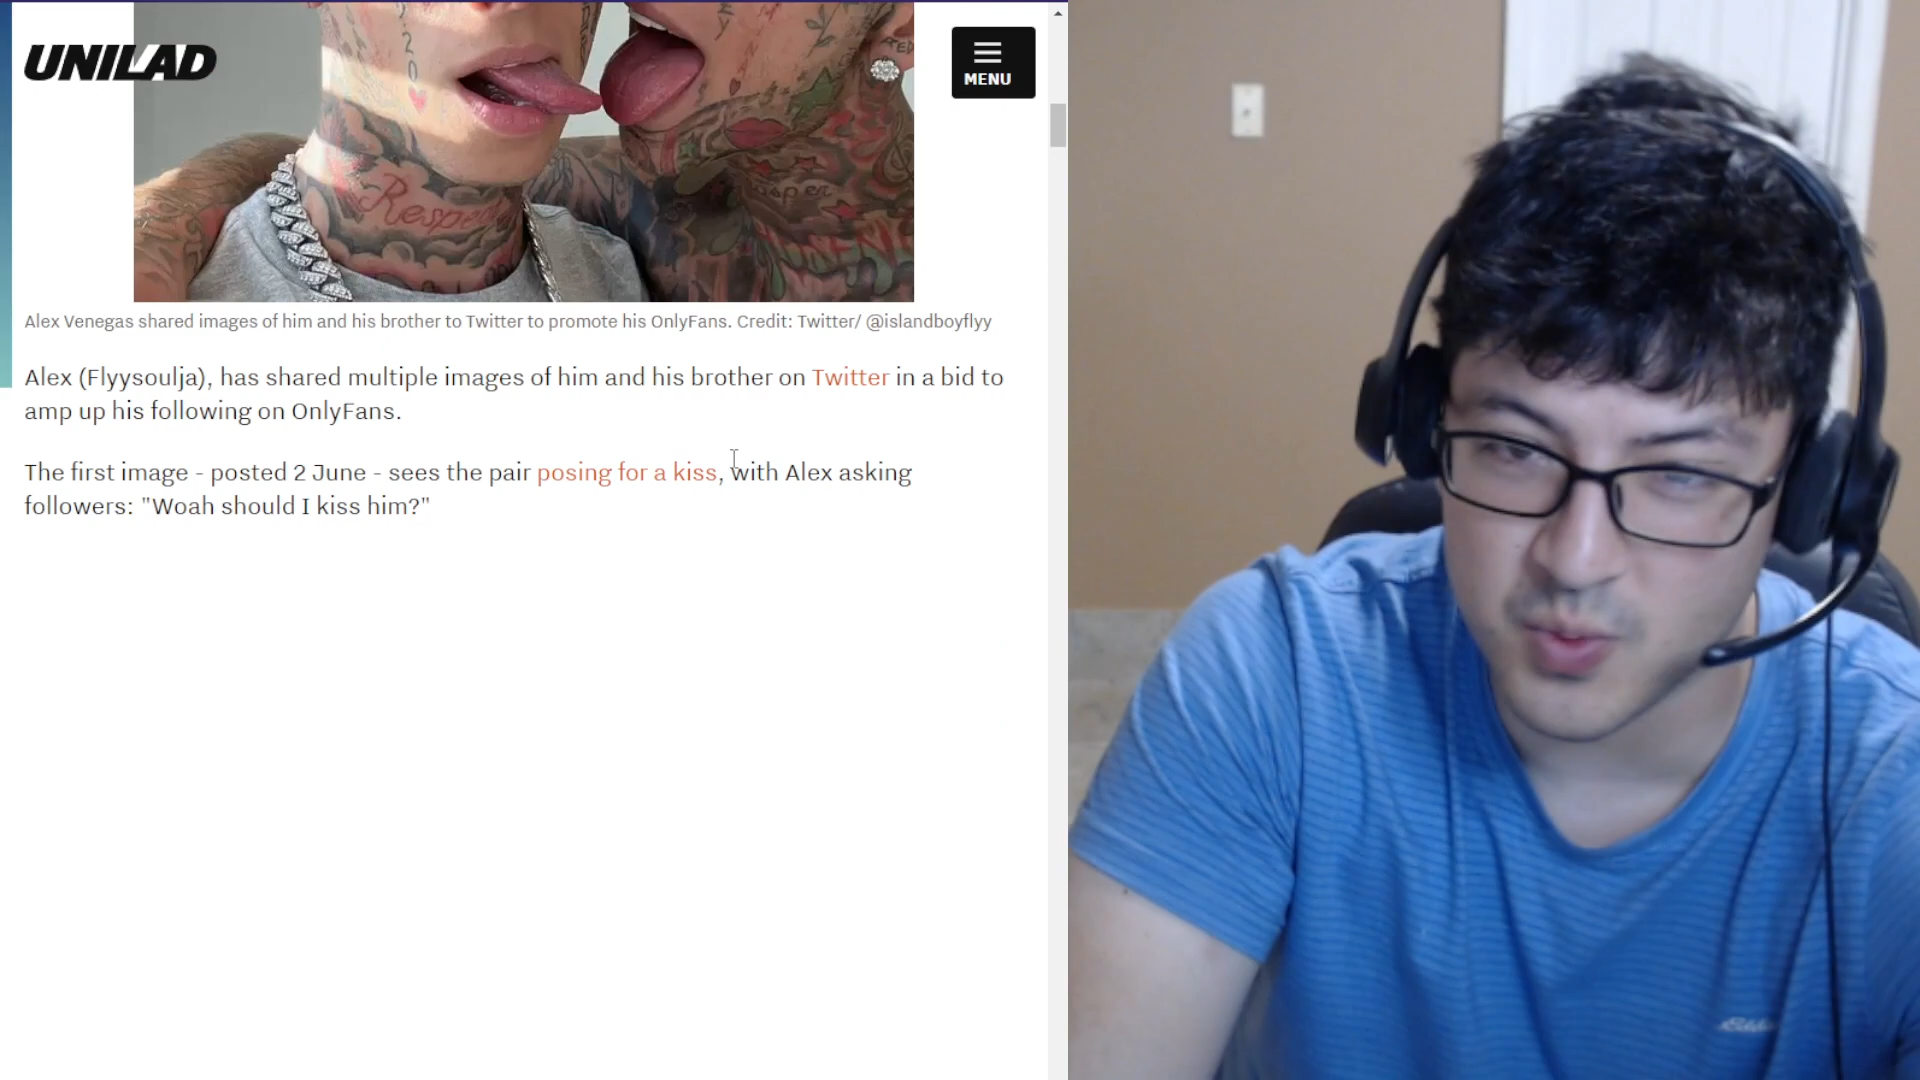 UNILAD
MENU
Respect
Alex Venegas shared images of him and his brother to Twitter to promote his OnlyFans. Credit: Twitter/ @islandboyflyy
Alex (Flyysoulja), has shared multiple images of him and his brother on Twitter in a bid to
amp up his following on OnlyFans.
The first image - posted 2 June - sees the pair posing for a kiss, with Alex asking
followers: "Woah should I kiss him?"